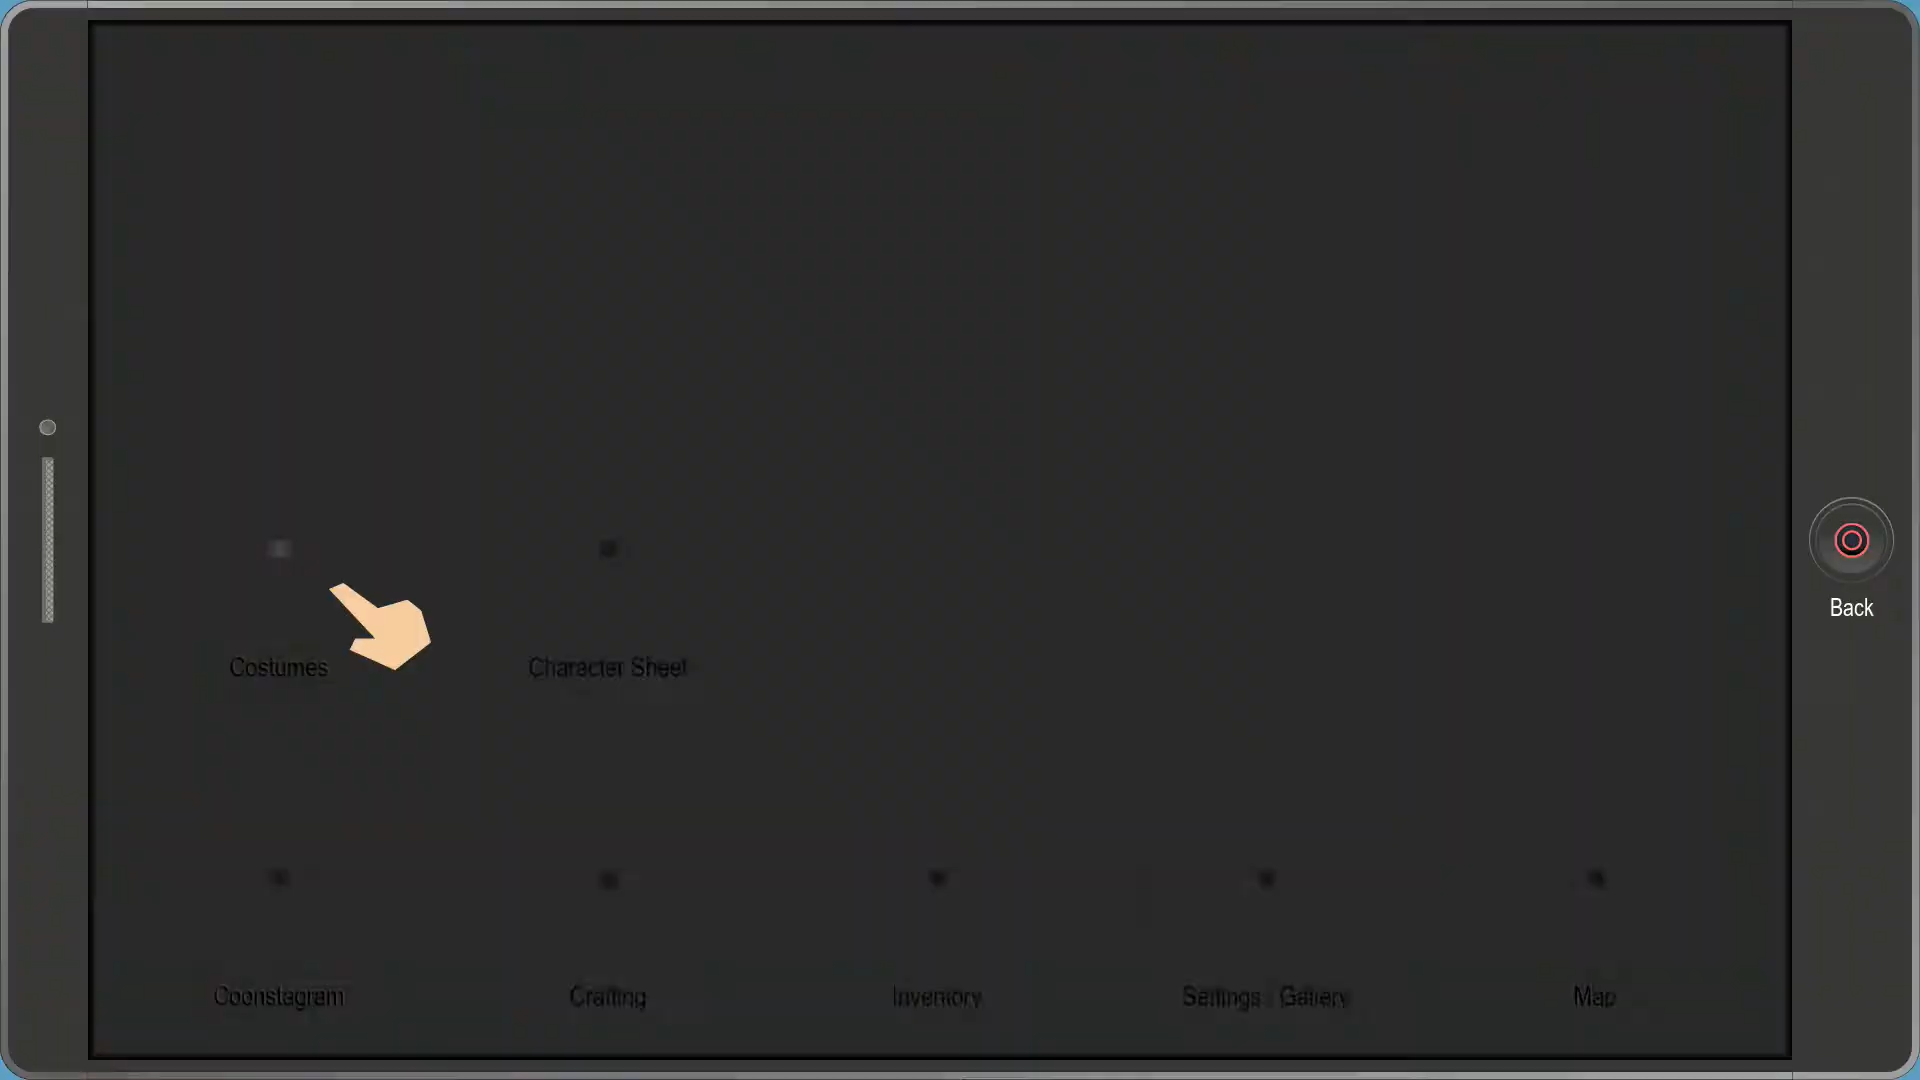 Back
Costumes
Character Sheet
Coonstagram
Crafting
Inventory
Settings / Gallery
Map